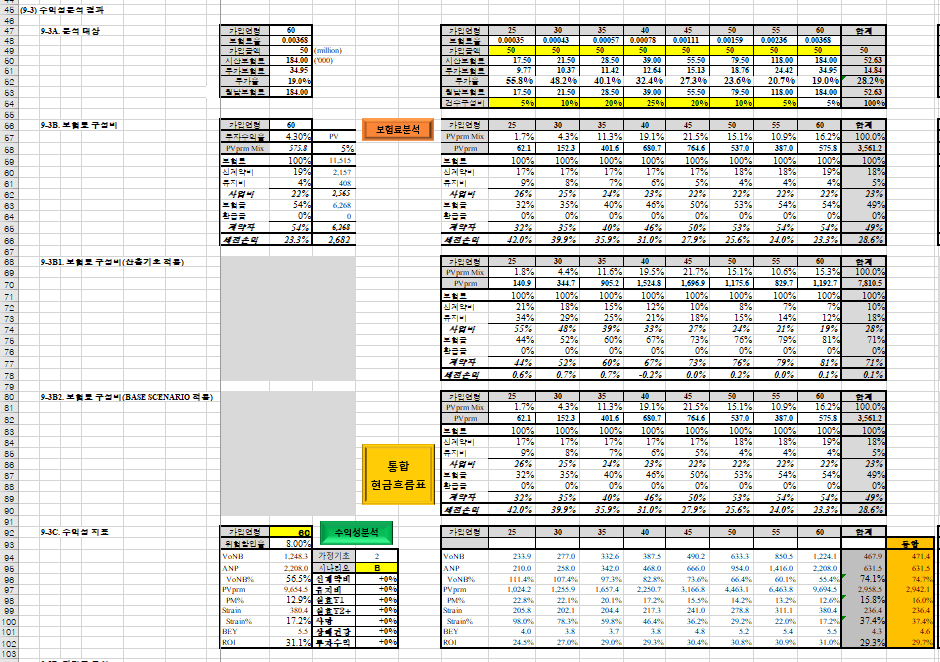 (9-3) 수익성분석 결과
9-3A. 분석 대상
가입연령 60
보험료율 0.00368
가입금액 50 (million)
시산보험료 184.00 ('000)
부가보험료 34.95
부가율 19.0%
월납보험료 184.00
가입연령 25 30 35 40 45 50 55 60 합계
보험료율 0.00035 0.00043 0.00057 0.00078 0.00111 0.00159 0.00236 0.00368
가입금액 50 50 50 50 50 50 50 50 50
시산보험료 17.50 21.50 28.50 39.00 55.50 79.50 118.00 184.00 52.63
부가보험료 9.77 10.37 11.42 12.64 15.13 18.76 24.42 34.95 14.84
부가율 55.8% 48.2% 40.1% 32.4% 27.3% 23.6% 20.7% 19.0% 28.2%
월납보험료 17.50 21.50 28.50 39.00 55.50 79.50 118.00 184.00 52.63
건수구성비 5% 10% 20% 25% 20% 10% 5% 5% 100%
9-3B. 보험료 구성비
가입연령 60
투자수익율 4.30% PV
PVprm Mix 575.8 5%
보험료 100% 11,515
신계약비 19% 2,157
유지비 4% 408
사업비 22% 2,565
보험금 54% 6,268
환급금 0% 0
계약자 54% 6,268
세전손익 23.3% 2,682
보험료분석
가입연령 25 30 35 40 45 50 55 60 합계
PVprm Mix 1.7% 4.3% 11.3% 19.1% 21.5% 15.1% 10.9% 16.2% 100.0%
PVprm 62.1 152.3 401.6 680.7 764.6 537.0 387.0 575.8 3,561.2
보험료 100% 100% 100% 100% 100% 100% 100% 100% 100%
신계약비 17% 17% 17% 17% 17% 18% 18% 19% 18%
유지비 9% 8% 7% 6% 5% 4% 4% 4% 5%
사업비 26% 25% 24% 23% 22% 22% 22% 22% 23%
보험금 32% 35% 40% 46% 50% 53% 54% 54% 49%
환급금 0% 0% 0% 0% 0% 0% 0% 0% 0%
계약자 32% 35% 40% 46% 50% 53% 54% 54% 49%
세전손익 42.0% 39.9% 35.9% 31.0% 27.9% 25.6% 24.0% 23.3% 28.6%
9-3B1. 보험료 구성비(산출기초 적용)
가입연령 25 30 35 40 45 50 55 60 합계
PVprm Mix 1.8% 4.4% 11.6% 19.5% 21.7% 15.1% 10.6% 15.3% 100.0%
PVprm 140.9 344.7 905.2 1,524.8 1,696.9 1,175.6 829.7 1,192.7 7,810.5
보험료 100% 100% 100% 100% 100% 100% 100% 100% 100%
신계약비 21% 18% 15% 12% 10% 8% 7% 7% 10%
유지비 34% 29% 25% 21% 18% 15% 14% 12% 18%
사업비 55% 48% 39% 33% 27% 24% 21% 19% 28%
보험금 44% 52% 60% 67% 73% 76% 79% 81% 71%
환급금 0% 0% 0% 0% 0% 0% 0% 0% 0%
계약자 44% 52% 60% 67% 73% 76% 79% 81% 71%
세전손익 0.6% 0.7% 0.7% -0.2% 0.0% 0.2% 0.0% 0.1% 0.1%
9-3B2. 보험료 구성비(BASE SCENARIO 적용)
통합
현금흐름표
가입연령 25 30 35 40 45 50 55 60 합계
PVprm Mix 1.7% 4.3% 11.3% 19.1% 21.5% 15.1% 10.9% 16.2% 100.0%
PVprm 62.1 152.3 401.6 680.7 764.6 537.0 387.0 575.8 3,561.2
보험료 100% 100% 100% 100% 100% 100% 100% 100% 100%
신계약비 17% 17% 17% 17% 17% 18% 18% 19% 18%
유지비 9% 8% 7% 6% 5% 4% 4% 4% 5%
사업비 26% 25% 24% 23% 22% 22% 22% 22% 23%
보험금 32% 35% 40% 46% 50% 53% 54% 54% 49%
환급금 0% 0% 0% 0% 0% 0% 0% 0% 0%
계약자 32% 35% 40% 46% 50% 53% 54% 54% 49%
세전손익 42.0% 39.9% 35.9% 31.0% 27.9% 25.6% 24.0% 23.3% 28.6%
9-3C. 수익성 지표
가입연령 60
위험할인율 8.00%
수익성분석
VoNB 1,248.3 가정기초 2
ANP 2,208.0 시나리오 B
VoNB% 56.5% 신계약비 +0%
PVprm 9,654.5 유지비 +0%
PM% 12.9% 실효T1 +0%
Strain 380.4 실효T2+ +0%
Strain% 17.2% 사망 +0%
BEY 5.5 상해건강 +0%
ROI 31.1% 투자수익 +0%
가입연령 25 30 35 40 45 50 55 60 합계
통합
VoNB 233.9 277.0 332.6 387.5 490.2 633.3 850.5 1,224.1 467.9 471.4
ANP 210.0 258.0 342.0 468.0 666.0 954.0 1,416.0 2,208.0 631.5 631.5
VoNB% 111.4% 107.4% 97.3% 82.8% 73.6% 66.4% 60.1% 55.4% 74.1% 74.7%
PVprm 1,024.2 1,255.9 1,657.4 2,250.7 3,166.8 4,463.1 6,463.8 9,694.5 2,958.5 2,942.1
PM% 22.8% 22.1% 20.1% 17.2% 15.5% 14.2% 13.2% 12.6% 15.8% 16.0%
Strain 205.8 202.1 204.4 217.3 241.0 278.8 311.1 380.4 236.4 236.4
Strain% 98.0% 78.3% 59.8% 46.4% 36.2% 29.2% 22.0% 17.2% 37.4% 37.4%
BEY 4.0 3.8 3.7 3.8 4.8 5.2 5.4 5.5 4.3 4.6
ROI 24.5% 27.0% 29.0% 29.3% 30.4% 30.8% 30.9% 31.0% 29.3% 29.7%